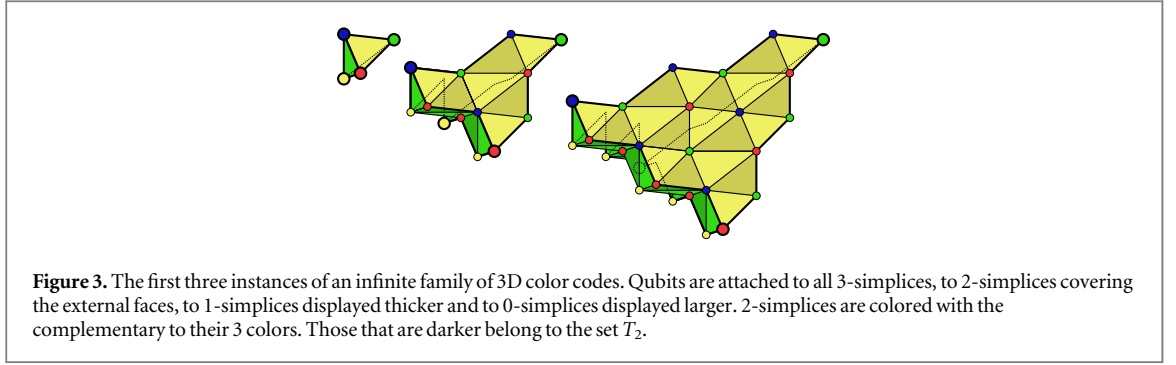 Figure 3. The first three instances of an infinite family of 3D color codes. Qubits are attached to all 3-simplices, to 2-simplices covering
the external faces, to 1-simplices displayed thicker and to 0-simplices displayed larger. 2-simplices are colored with the
complementary to their 3 colors. Those that are darker belong to the set T₂.